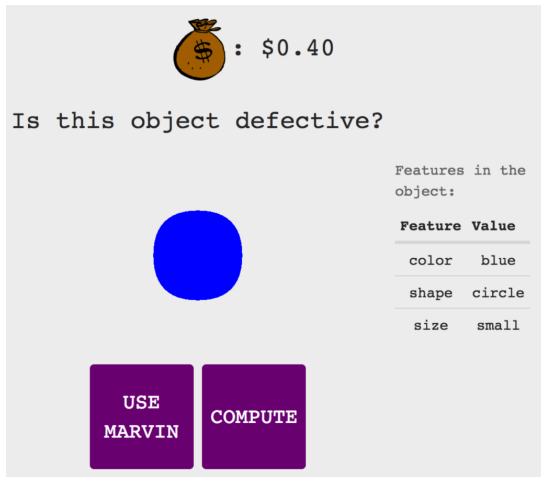 $ : $0.40
Is this object defective?
Features in the
object:
Feature Value
color blue
shape circle
size small
USE
MARVIN
COMPUTE